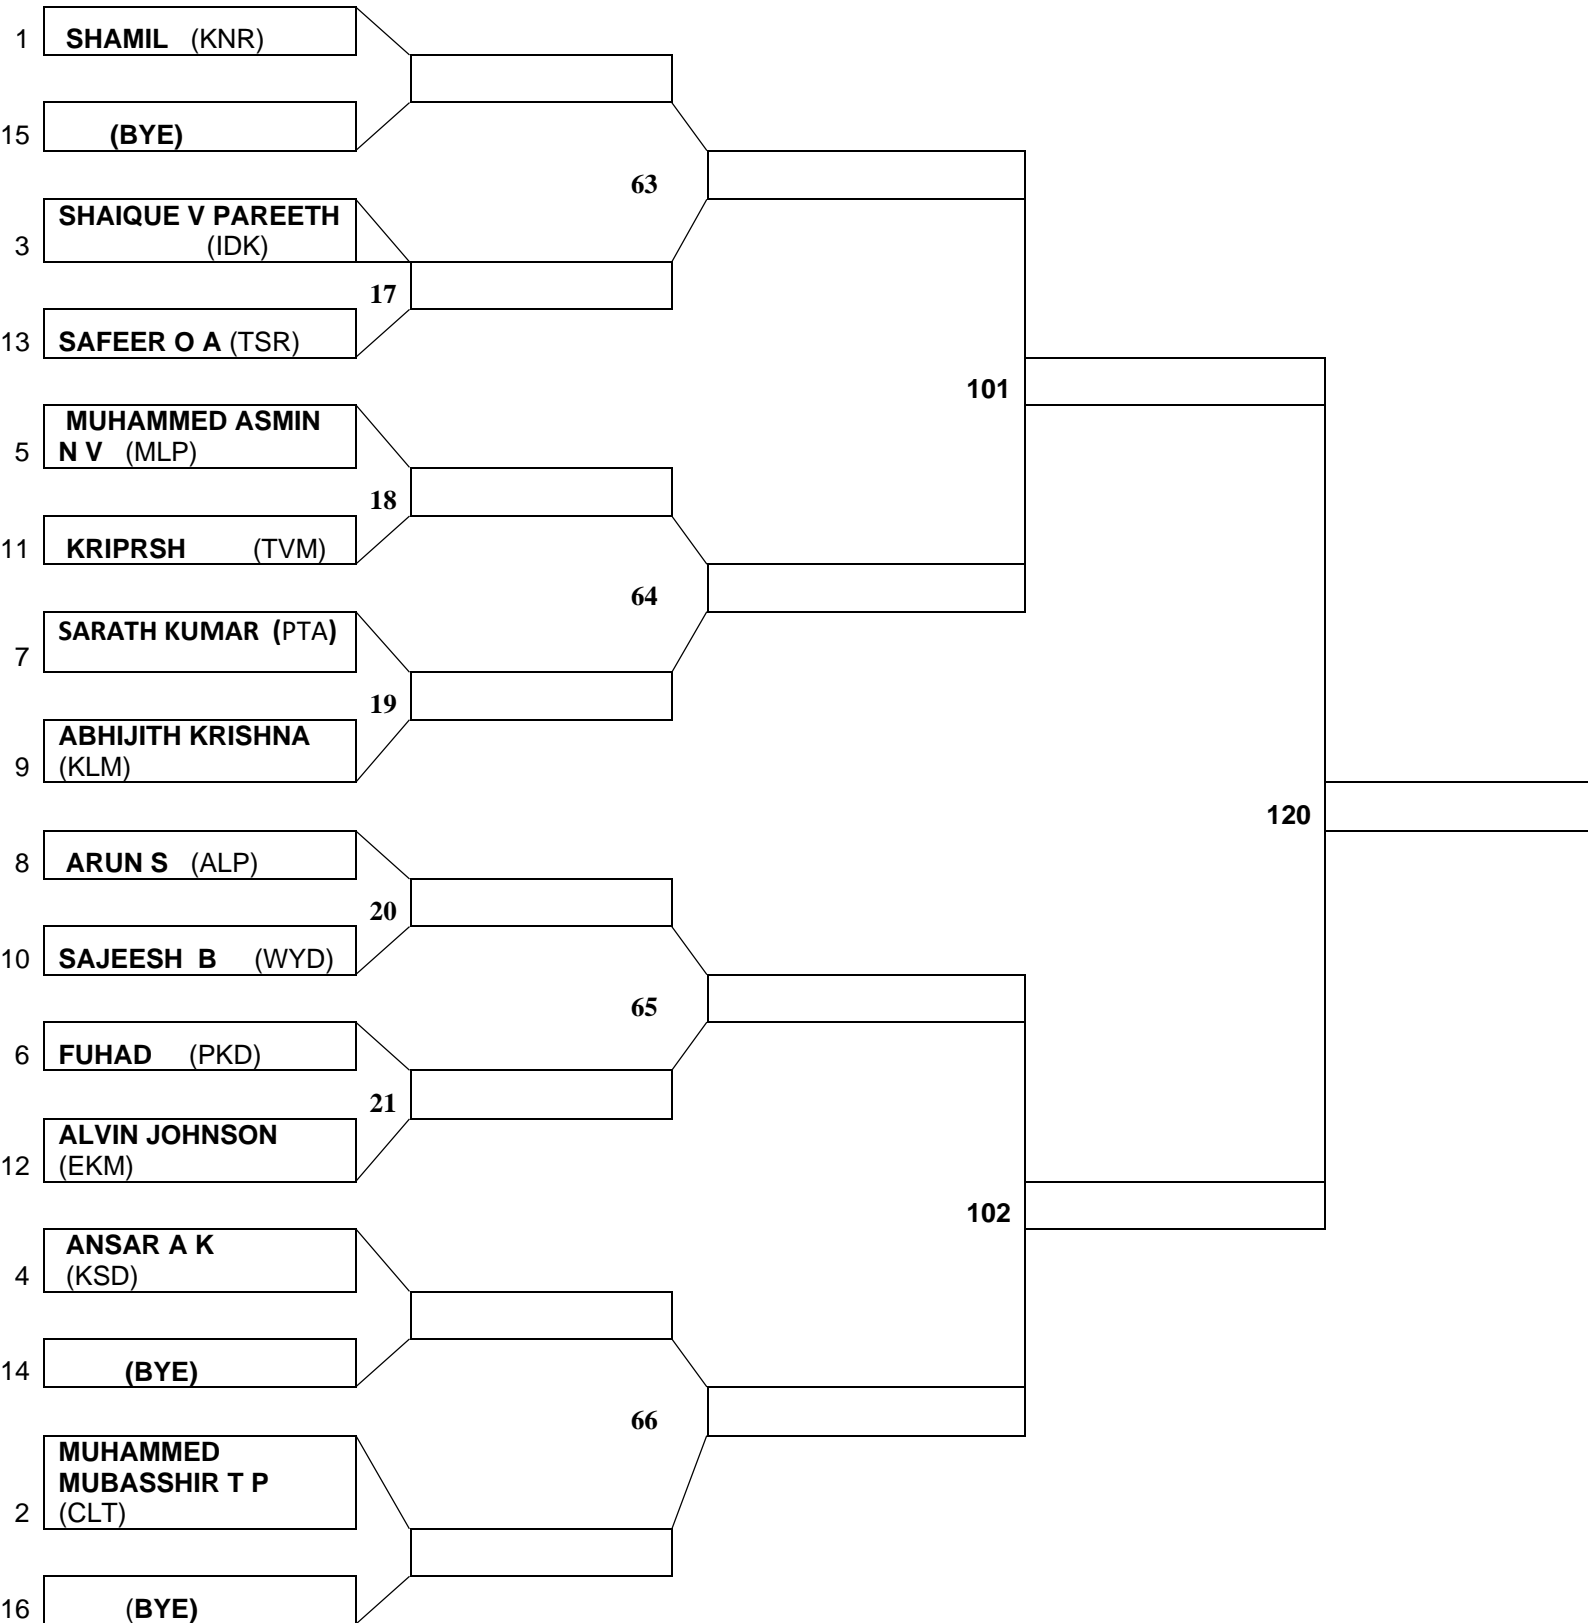 1 SHAMIL (KNR)
15 (BYE)
63
SHAIQUE V PAREETH
3 (IDK)
17
13 SAFEER O A (TSR)
101
MUHAMMED ASMIN
5 N V (MLP)
18
11 KRIPRSH (TVM)
64
SARATH KUMAR (PTA)
7
19
ABHIJITH KRISHNA
9 (KLM)
120
8 ARUN S (ALP)
20
10 SAJEESH B (WYD)
65
6 FUHAD (PKD)
21
ALVIN JOHNSON
12 (EKM)
102
ANSAR A K
4 (KSD)
14 (BYE)
66
MUHAMMED
MUBASSHIR T P
2 (CLT)
16 (BYE)